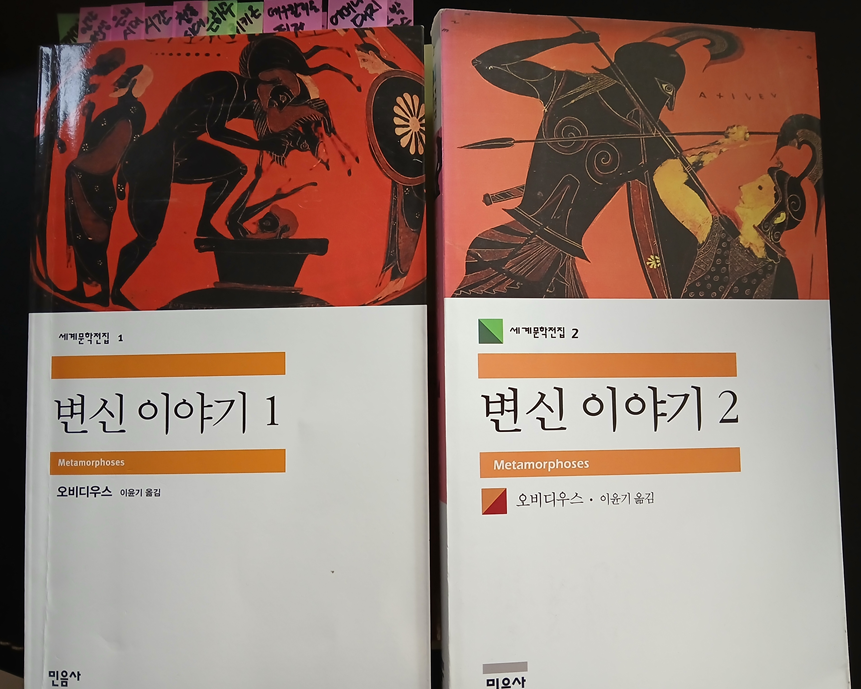 시간
세계문학전집 1
변신 이야기 1
Metamorphoses
오비디우스 이윤기 옮김
민음사
세계문학전집 2
변신 이야기 2
Metamorphoses
오비디우스 · 이윤기 옮김
민음사